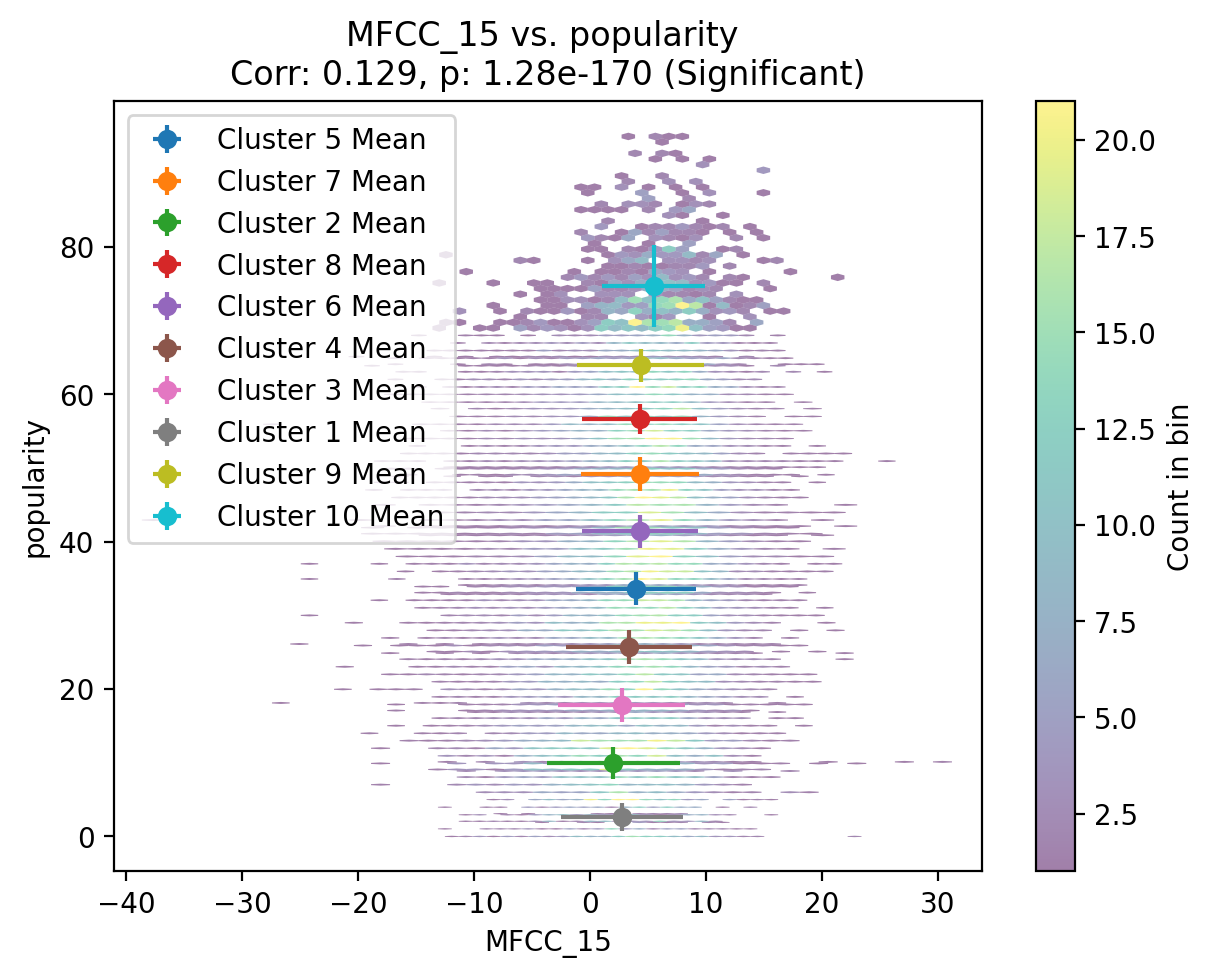 MFCC_15 vs. popularity
Corr: 0.129, p: 1.28e-170 (Significant)
Cluster 5 Mean
Cluster 7 Mean
Cluster 2 Mean
Cluster 8 Mean
Cluster 6 Mean
Cluster 4 Mean
Cluster 3 Mean
Cluster 1 Mean
Cluster 9 Mean
Cluster 10 Mean
popularity
80
60
40
20
0
−40 −30 −20 −10 0 10 20 30
MFCC_15
20.0
17.5
15.0
12.5
10.0
7.5
5.0
2.5
Count in bin